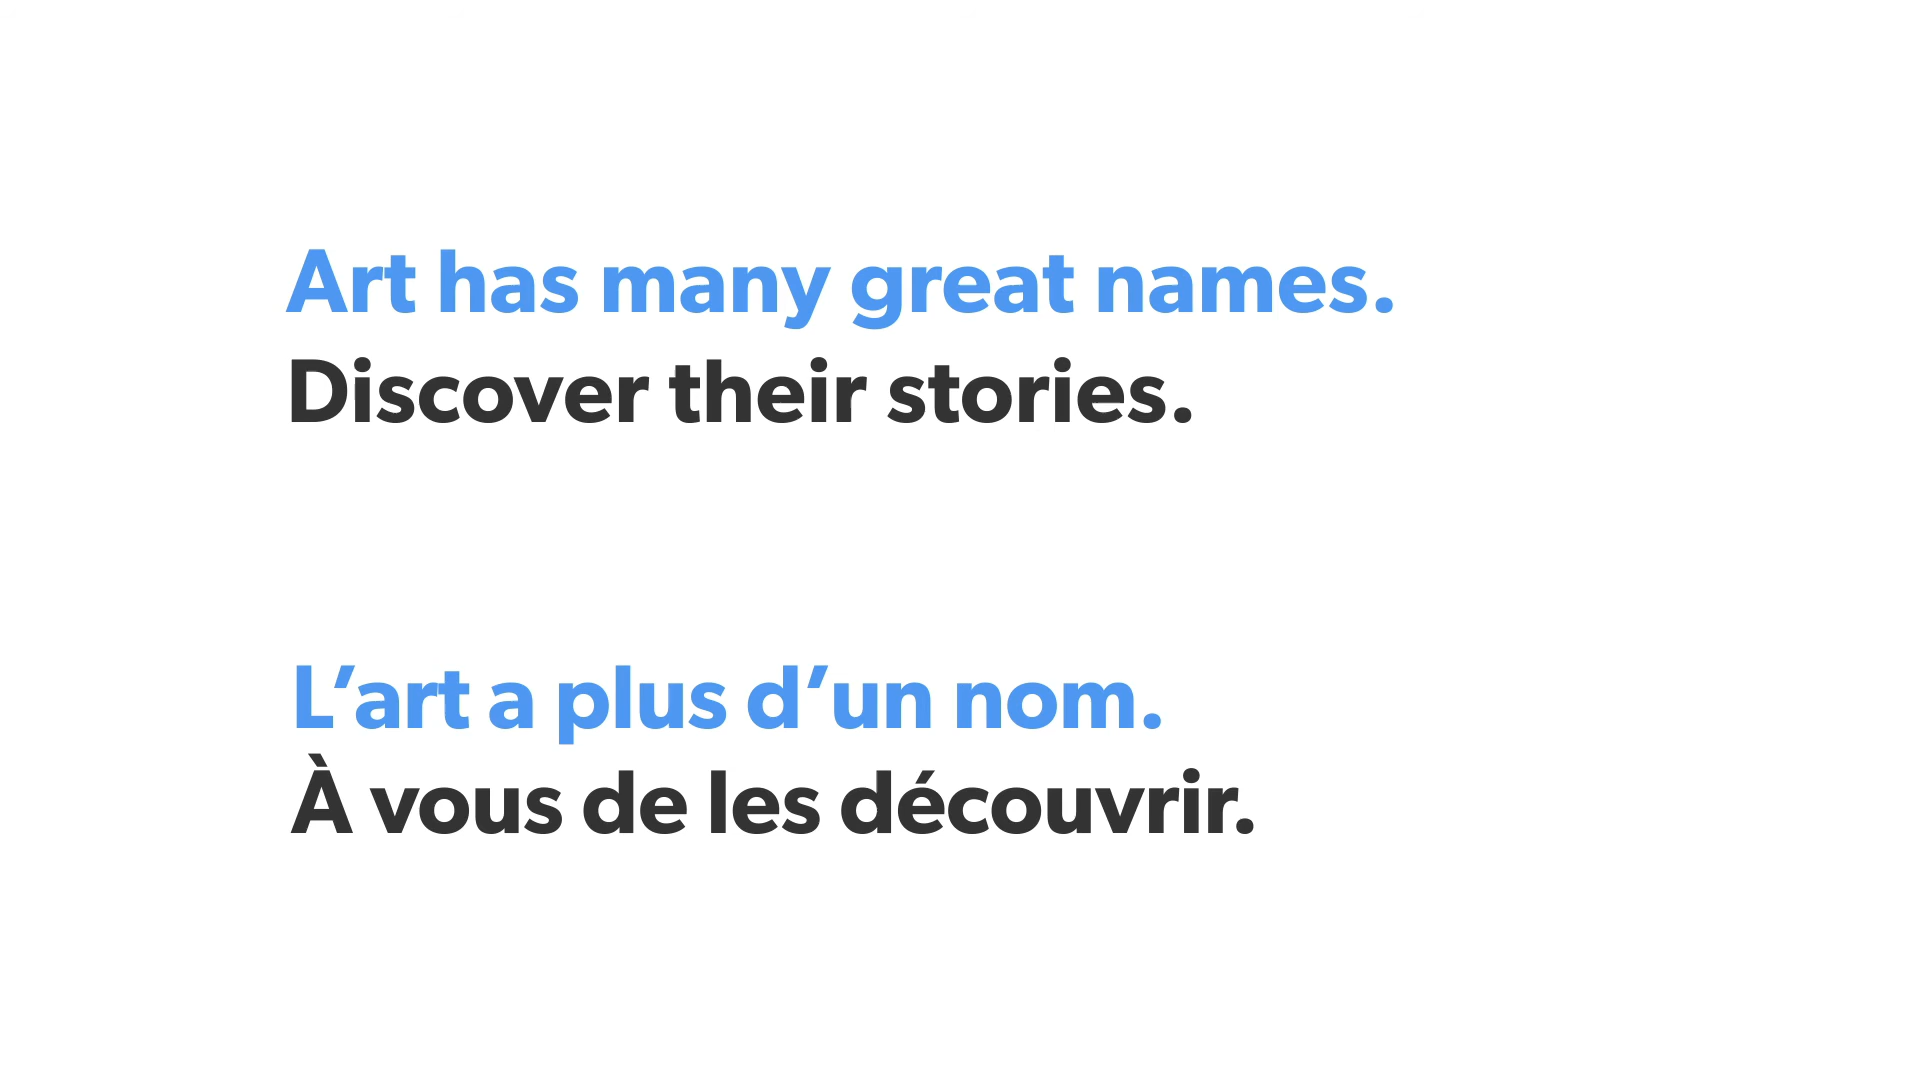 Art has many great names.
Discover their stories.
L’art a plus d’un nom.
À vous de les découvrir.